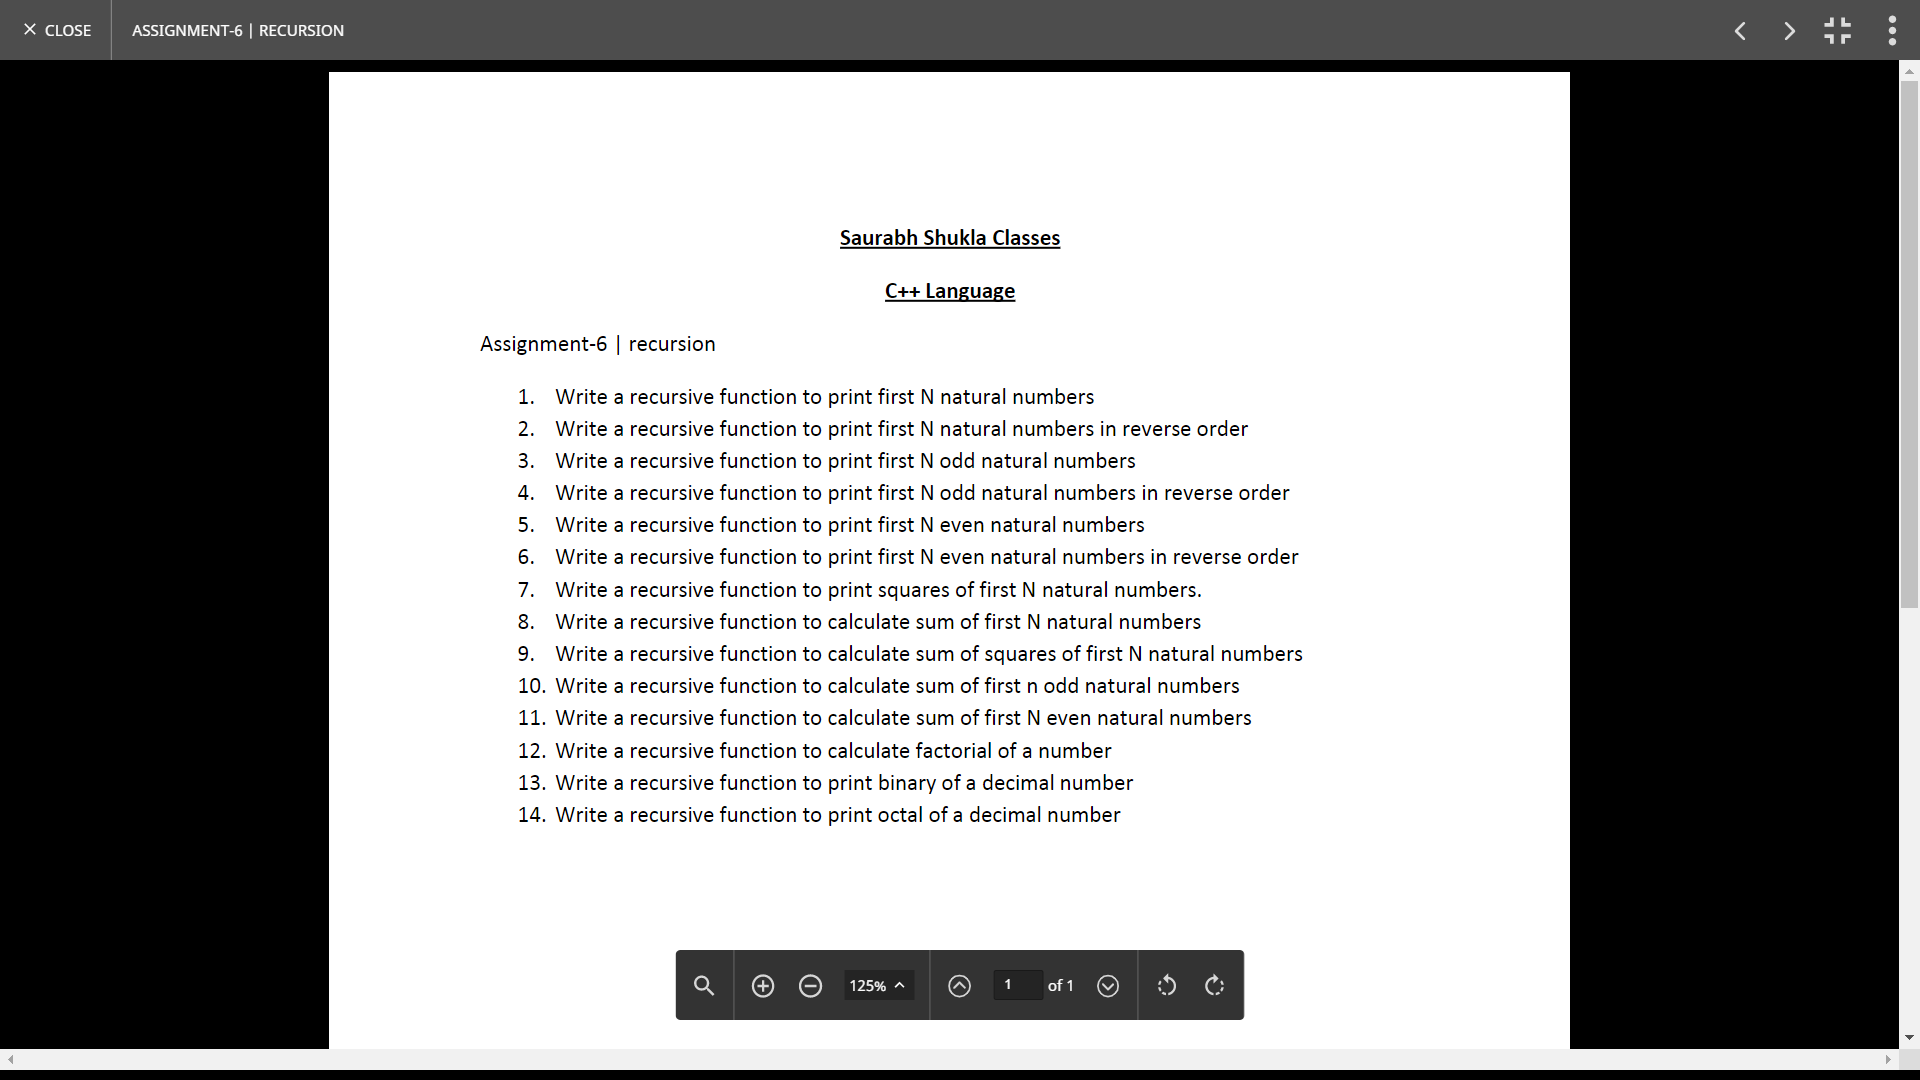 CLOSE
ASSIGNMENT-6 | RECURSION
Saurabh Shukla Classes
C++ Language
Assignment-6 | recursion
1. Write a recursive function to print first N natural numbers
2. Write a recursive function to print first N natural numbers in reverse order
3. Write a recursive function to print first N odd natural numbers
4. Write a recursive function to print first N odd natural numbers in reverse order
5. Write a recursive function to print first N even natural numbers
6. Write a recursive function to print first N even natural numbers in reverse order
7. Write a recursive function to print squares of first N natural numbers.
8. Write a recursive function to calculate sum of first N natural numbers
9. Write a recursive function to calculate sum of squares of first N natural numbers
10. Write a recursive function to calculate sum of first n odd natural numbers
11. Write a recursive function to calculate sum of first N even natural numbers
12. Write a recursive function to calculate factorial of a number
13. Write a recursive function to print binary of a decimal number
14. Write a recursive function to print octal of a decimal number
125% 1 of 1